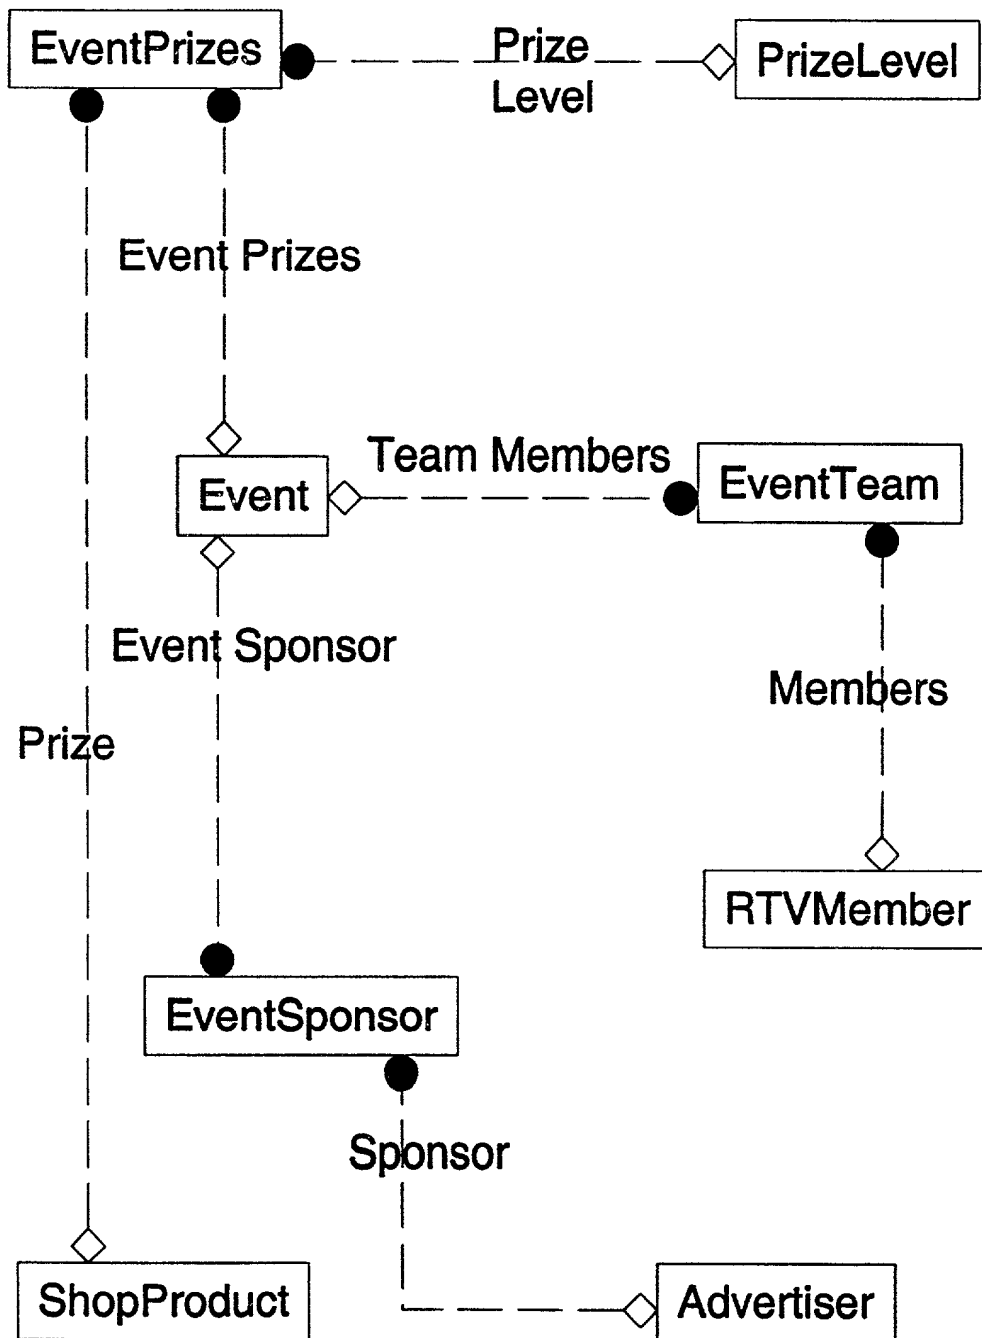 EventPrizes
Prize
Level
PrizeLevel
Event Prizes
Event
Team Members
EventTeam
Event Sponsor
Members
Prize
RTVMember
EventSponsor
Sponsor
ShopProduct
Advertiser